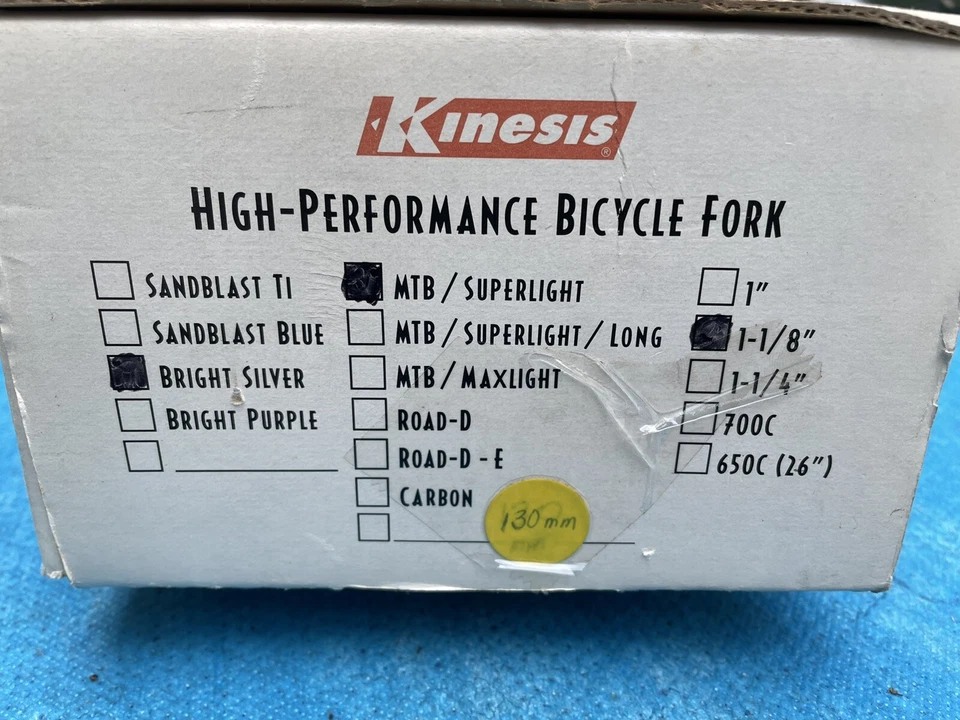 Kinesis®
HIGH-PERFORMANCE BICYCLE FORK
SANDBLAST TI
SANDBLAST BLUE
BRIGHT SILVER
BRIGHT PURPLE
MTB / SUPERLIGHT
MTB / SUPERLIGHT / LONG
MTB / MAXLIGHT
ROAD-D
ROAD-D - E
CARBON
130mm
1"
1-1/8"
1-1/4"
700C
650C (26")